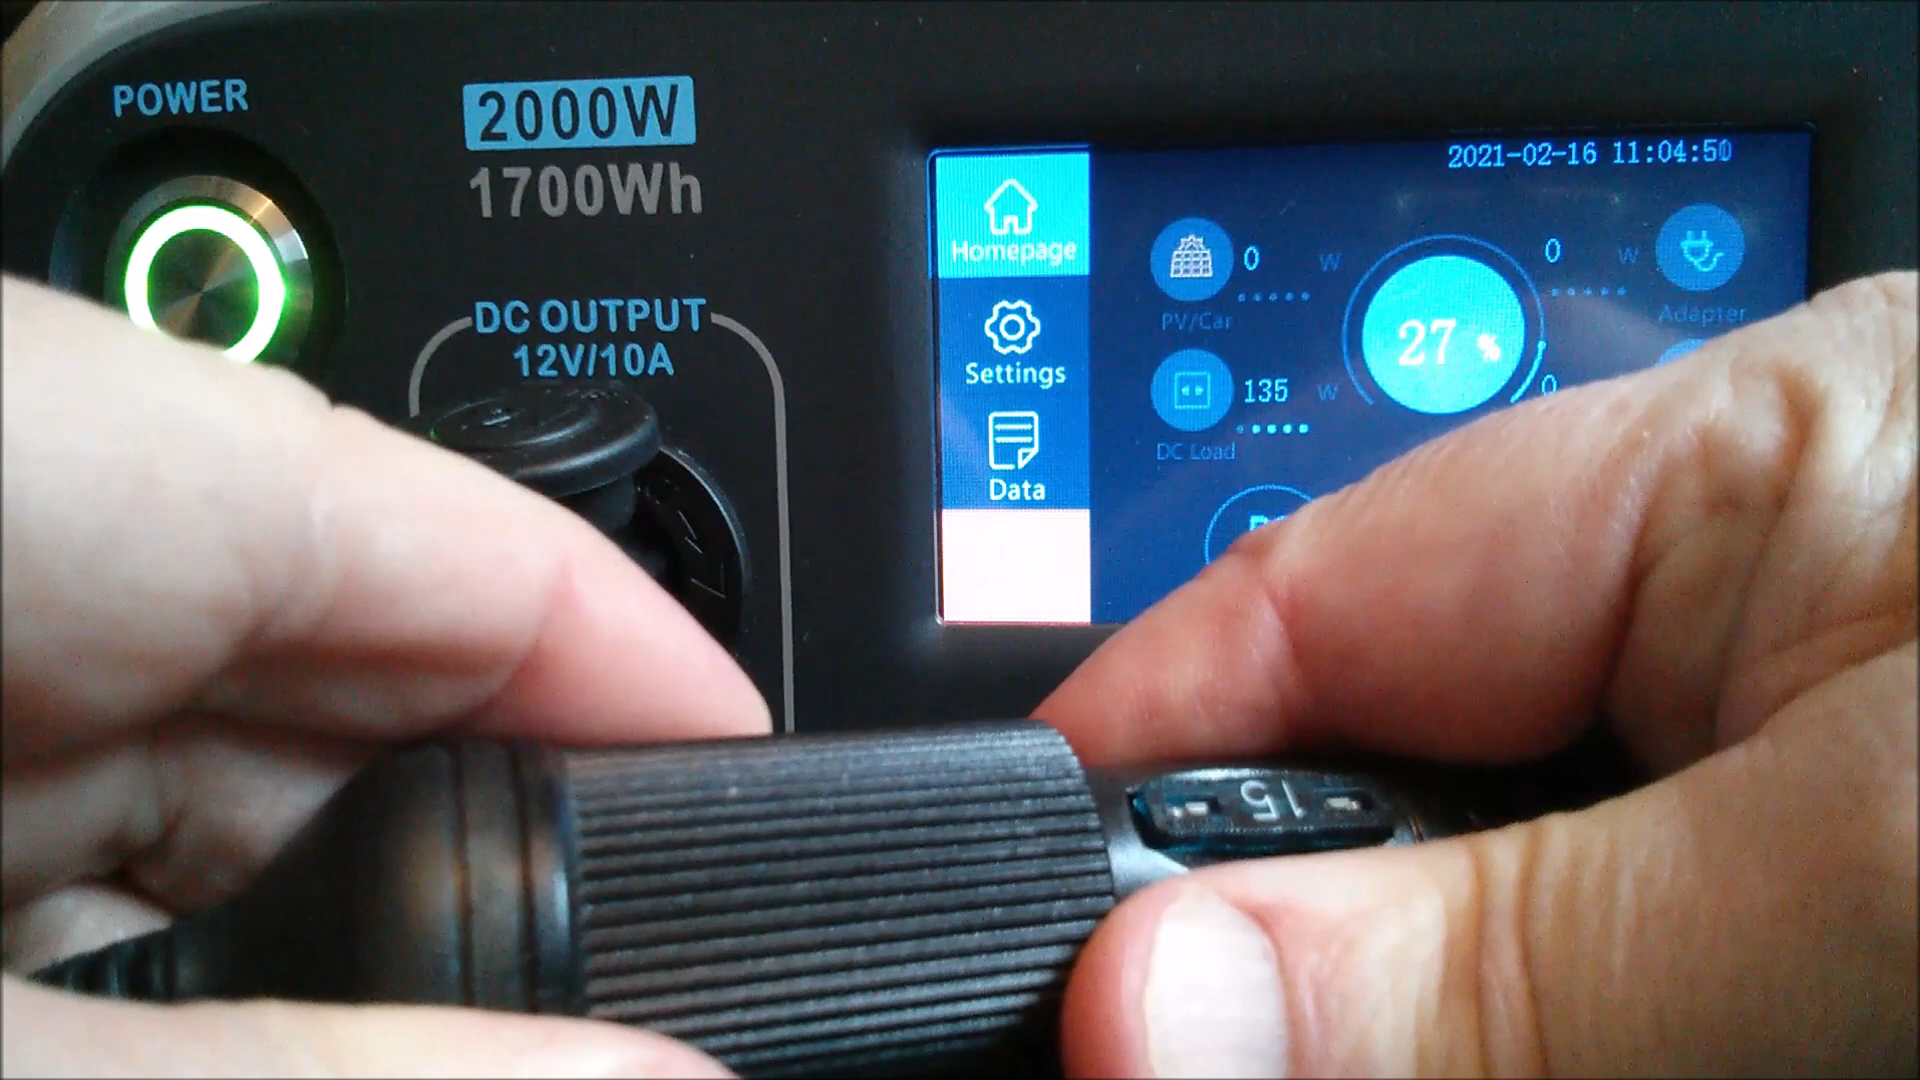 POWER
2000W
1700Wh
DC OUTPUT
12V/10A
2021-02-16 11:04:50
Homepage
Settings
Data
0 W
PV/Car
135 W
DC Load
27 %
0 W
Adapter
0
15